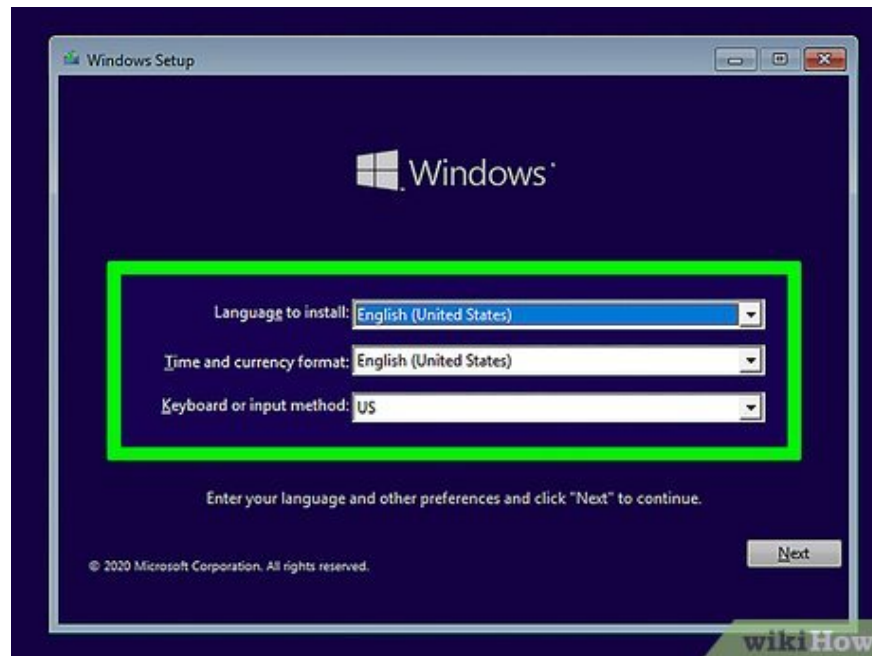 Windows Setup
Windows
Language to install: English (United States)
Time and currency format: English (United States)
Keyboard or input method: US
Enter your language and other preferences and click "Next" to continue.
Next
© 2020 Microsoft Corporation. All rights reserved.
wikiHow